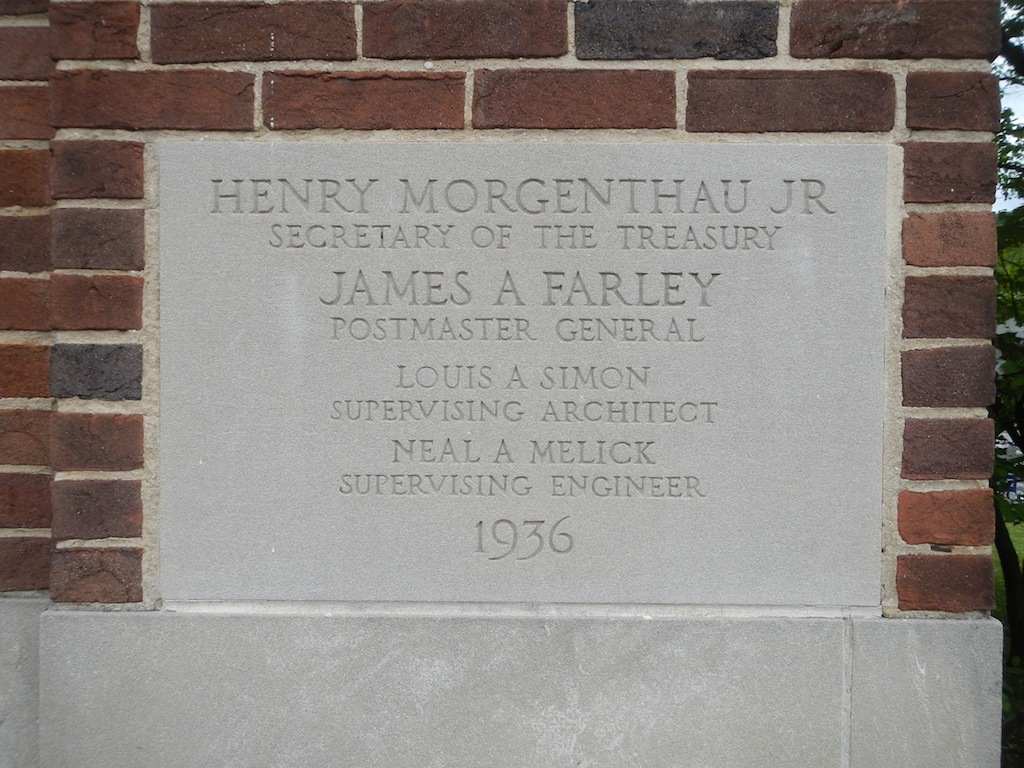 HENRY MORGENTHAU JR
SECRETARY OF THE TREASURY
JAMES A FARLEY
POSTMASTER GENERAL
LOUIS A SIMON
SUPERVISING ARCHITECT
NEAL A MELICK
SUPERVISING ENGINEER
1936